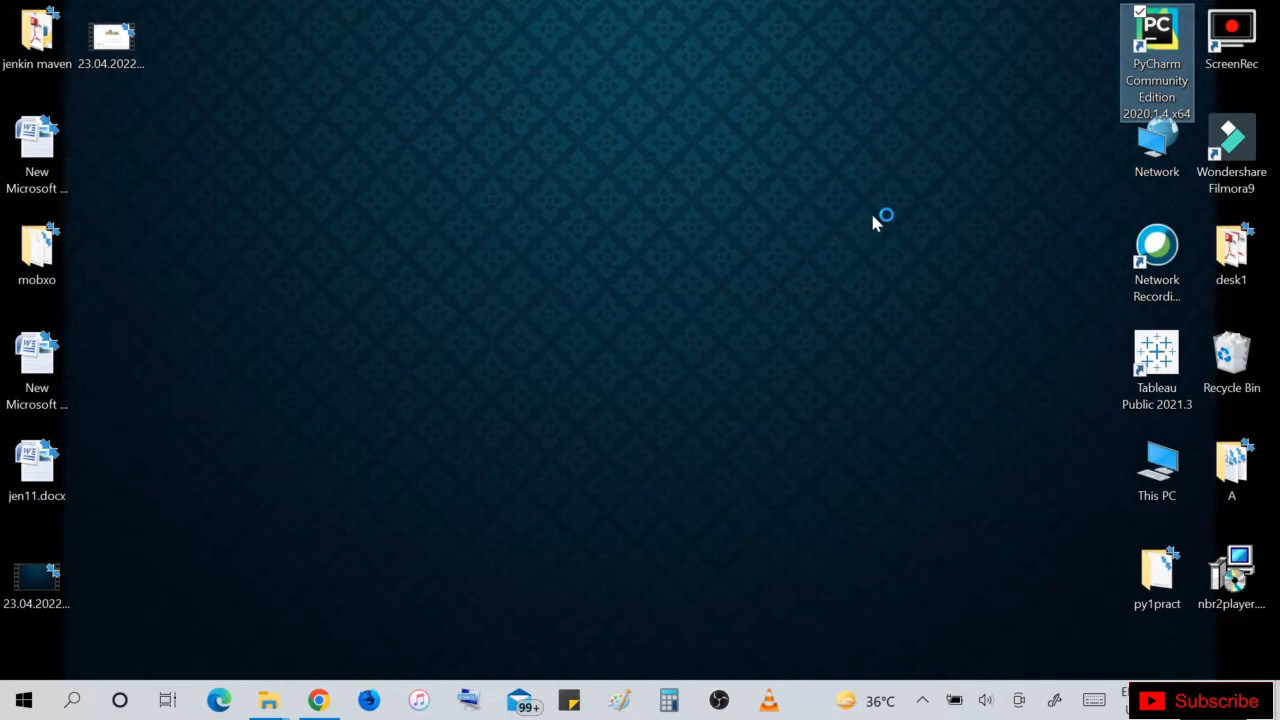 jenkin maven
23.04.2022...
New
Microsoft ...
mobxo
New
Microsoft ...
jen11.docx
23.04.2022...
PC
PyCharm
Community
Edition
2020.1.4 x64
ScreenRec
Network
Wondershare
Filmora9
Network
Recordi...
desk1
Tableau
Public 2021.3
Recycle Bin
This PC
A
py1pract
nbr2player....
99+
36°C
Subscribe